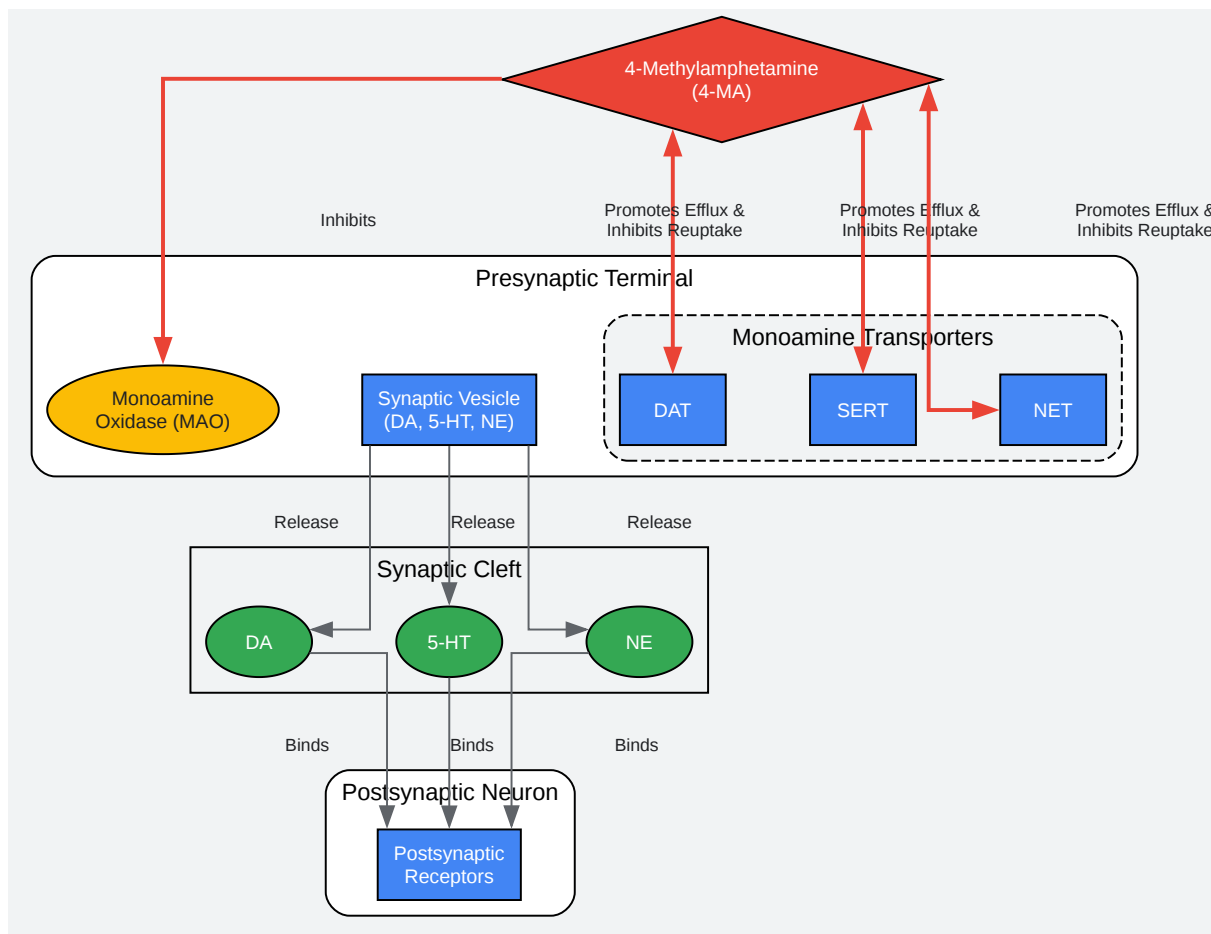 4-Methylamphetamine
(4-MA)
Inhibits
Promotes Efflux &
Inhibits Reuptake
Promotes Efflux &
Inhibits Reuptake
Promotes Efflux &
Inhibits Reuptake
Presynaptic Terminal
Monoamine Transporters
Monoamine
Oxidase (MAO)
Synaptic Vesicle
(DA, 5-HT, NE)
DAT
SERT
NET
Release
Release
Release
Synaptic Cleft
DA
5-HT
NE
Binds
Binds
Binds
Postsynaptic Neuron
Postsynaptic
Receptors